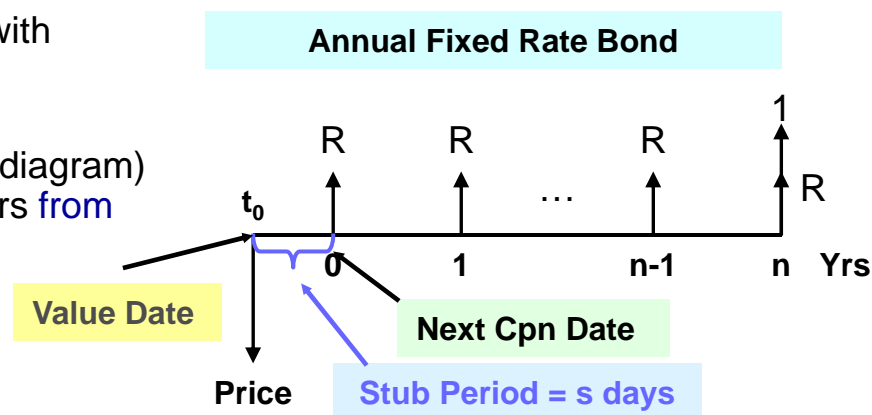 with
Annual Fixed Rate Bond
1
R R R
diagram)
rs from
t0
… R
0 1 n-1 n Yrs
Value Date
Next Cpn Date
Price Stub Period = s days